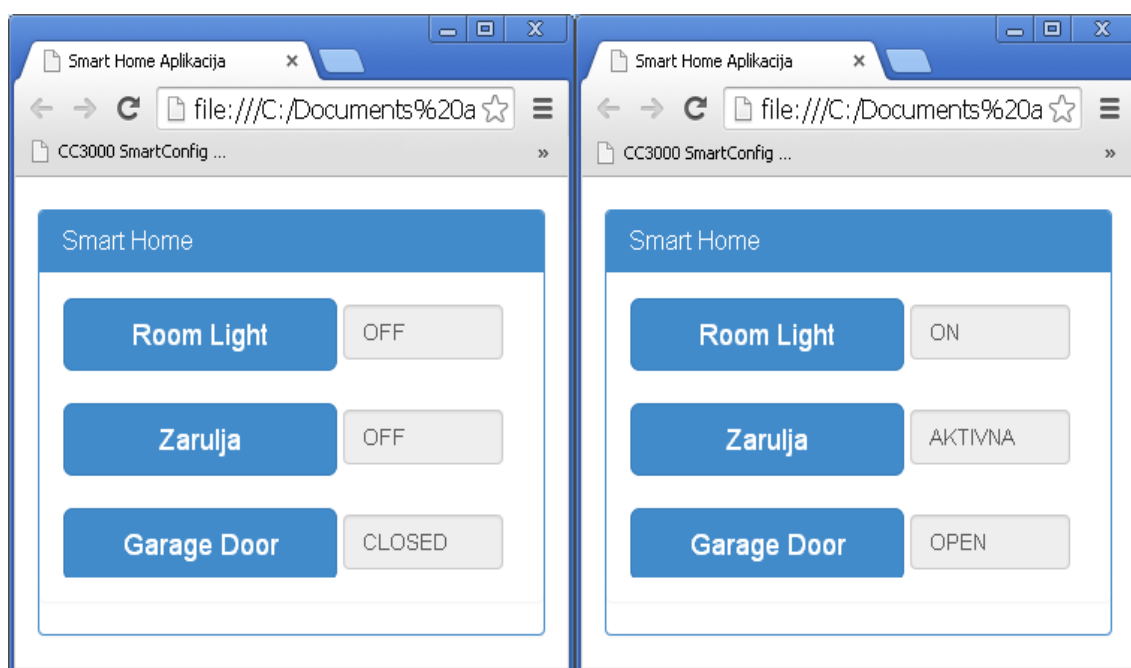 Smart Home Aplikacija
file:///C:/Documents%20a
CC3000 SmartConfig ...
Smart Home
Room Light OFF
Zarulja OFF
Garage Door CLOSED
Smart Home Aplikacija
file:///C:/Documents%20a
CC3000 SmartConfig ...
Smart Home
Room Light ON
Zarulja AKTIVNA
Garage Door OPEN